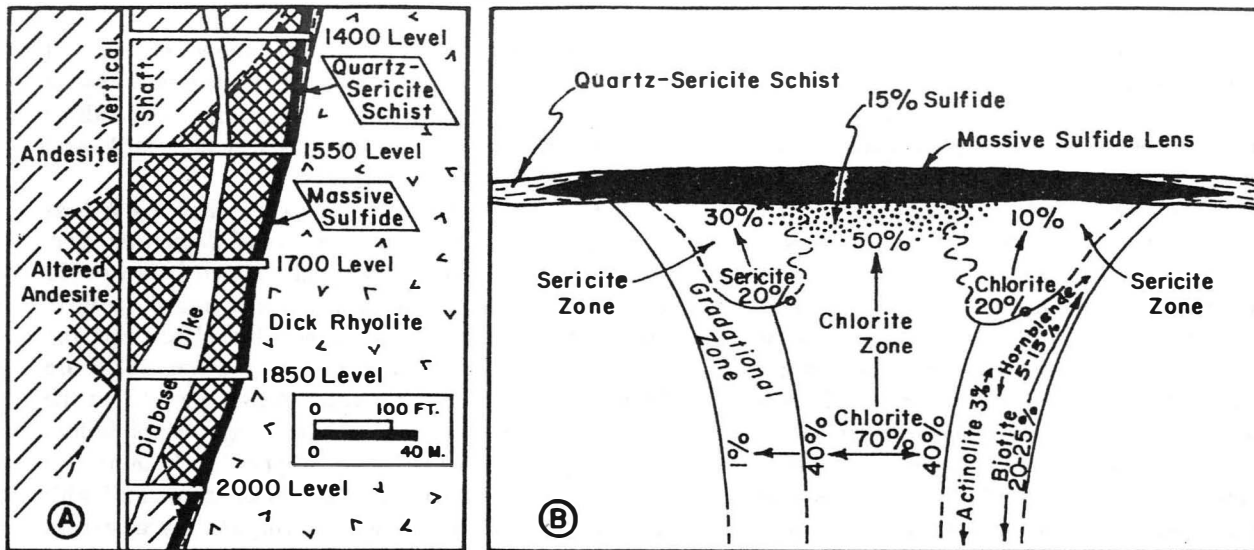 1400 Level
Quartz-
Sericite
Schist
Vertical
Shaft
Andesite
1550 Level
Massive
Sulfide
Altered
Andesite
1700 Level
Dike
Dick Rhyolite
1850 Level
Diabase
0 100 FT.
0 40 M.
2000 Level
A
Quartz-Sericite Schist
15% Sulfide
Massive Sulfide Lens
30%
10%
50%
Sericite
Zone
Sericite
20%
Chlorite
20%
Sericite
Zone
Gradational
Zone
Chlorite
Zone
Hornblende
5-15%
Chlorite
70%
1%
40%
40%
Actinolite 3%
Biotite
20-25%
B